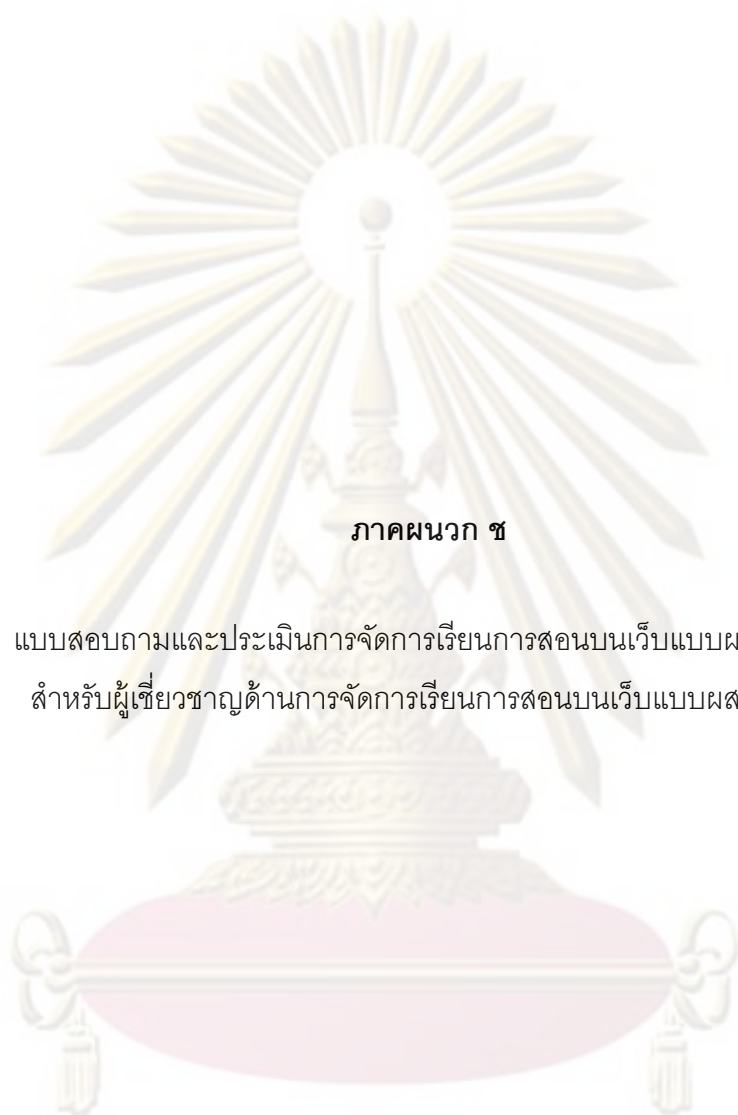 ภาคผนวก ช
แบบสอบถามและประเมินการจัดการเรียนการสอนบนเว็บแบบผ
สำหรับผู้เชี่ยวชาญด้านการจัดการเรียนการสอนบนเว็บแบบผส